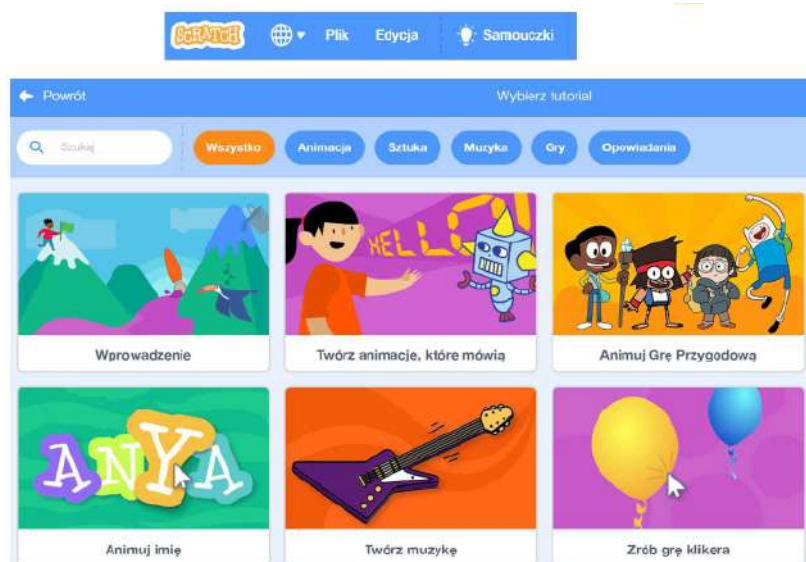 SCRATCH Plik Edycja Samouczki
Powrót Wybierz tutorial
Szukaj Wszystko Animacja Sztuka Muzyka Gry Opowiadania
HELLO!
Wprowadzenie Twórz animacje, które mówią Animuj Grę Przygodową
ANYA
Animuj imię Twórz muzykę Zrób grę klikera